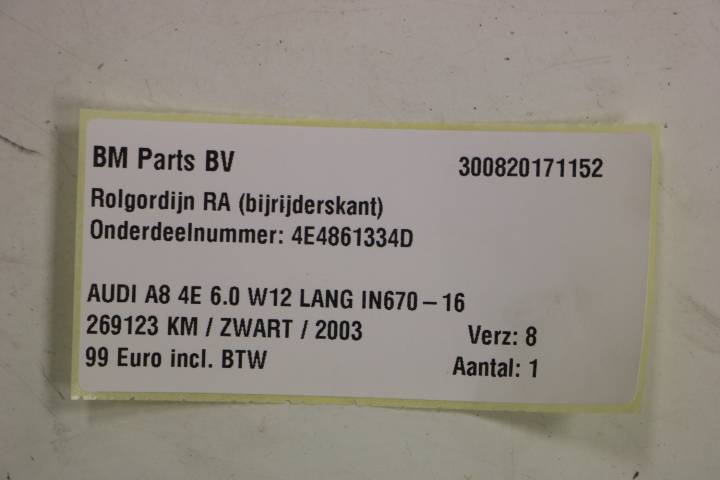 BM Parts BV 300820171152
Rolgordijn RA (bijrijderskant)
Onderdeelnummer: 4E4861334D
AUDI A8 4E 6.0 W12 LANG IN670-16
269123 KM / ZWART / 2003 Verz: 8
99 Euro incl. BTW Aantal: 1